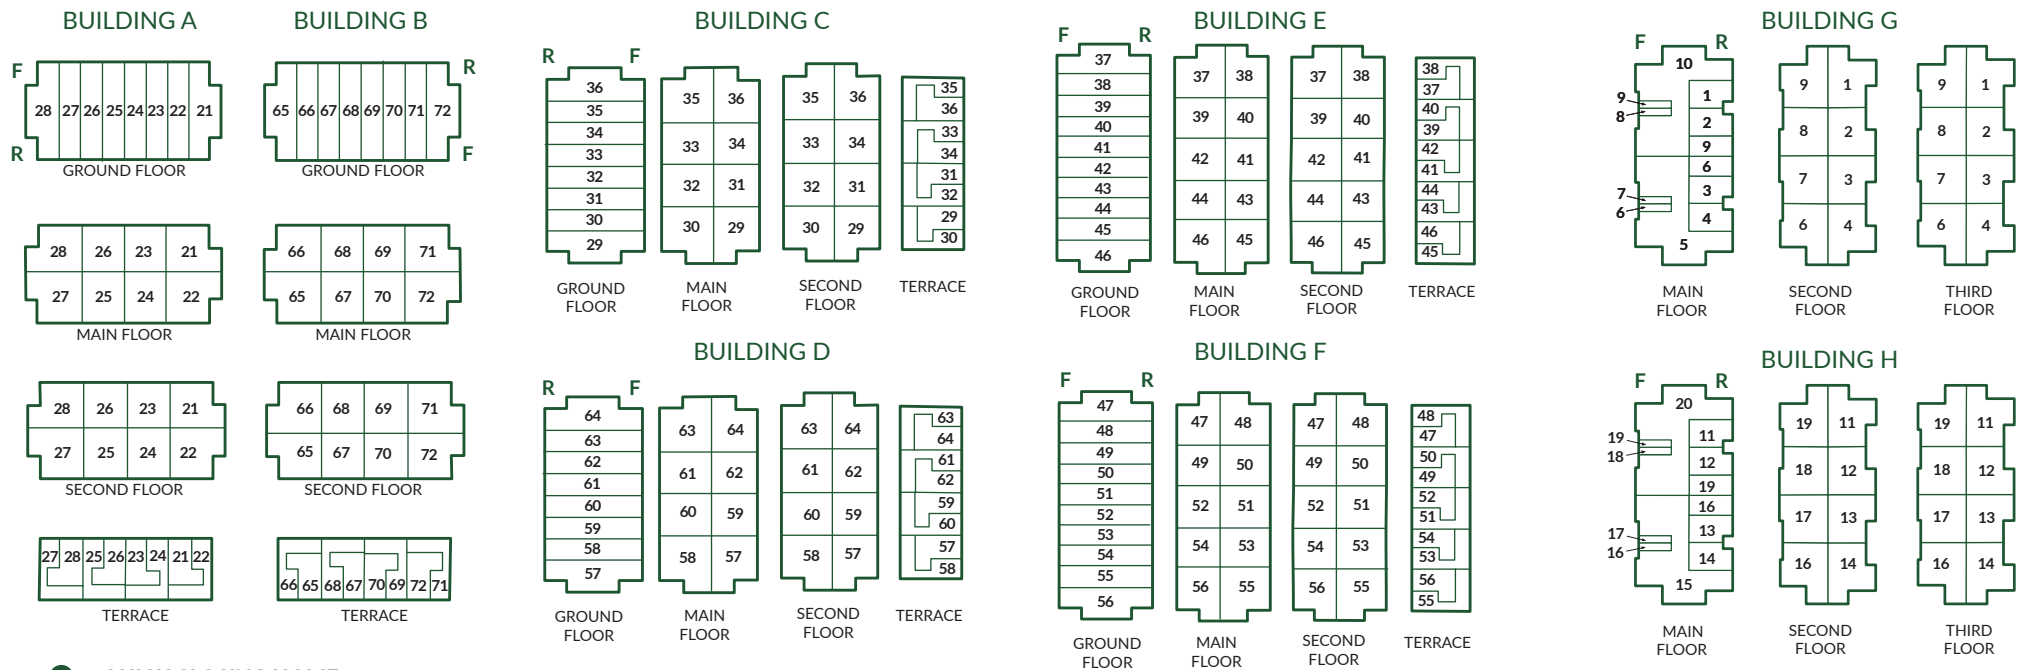 BUILDING A
F
R
28 27 26 25 24 23 22 21
GROUND FLOOR
28 26 23 21
27 25 24 22
MAIN FLOOR
28 26 23 21
27 25 24 22
SECOND FLOOR
27 28 25 26 23 24 21 22
TERRACE
BUILDING B
R
F
65 66 67 68 69 70 71 72
GROUND FLOOR
66 68 69 71
65 67 70 72
MAIN FLOOR
66 68 69 71
65 67 70 72
SECOND FLOOR
66 65 68 67 70 69 72 71
TERRACE
BUILDING C
R F
36
35
34
33
32
31
30
29
GROUND
FLOOR
35 36
33 34
32 31
30 29
MAIN
FLOOR
35 36
33 34
32 31
30 29
SECOND
FLOOR
35
36
33
34
31
32
29
30
TERRACE
BUILDING D
R F
64
63
62
61
60
59
58
57
GROUND
FLOOR
63 64
61 62
60 59
58 57
MAIN
FLOOR
63 64
61 62
60 59
58 57
SECOND
FLOOR
63
64
61
62
59
60
57
58
TERRACE
BUILDING E
F R
37
38
39
40
41
42
43
44
45
46
GROUND
FLOOR
37 38
39 40
42 41
44 43
46 45
MAIN
FLOOR
37 38
39 40
42 41
44 43
46 45
SECOND
FLOOR
38
37
40
39
42
41
44
43
46
45
TERRACE
BUILDING F
F R
47
48
49
50
51
52
53
54
55
56
GROUND
FLOOR
47 48
49 50
52 51
54 53
56 55
MAIN
FLOOR
47 48
49 50
52 51
54 53
56 55
SECOND
FLOOR
48
47
50
49
52
51
54
53
56
55
TERRACE
BUILDING G
F R
10
9
8
1
2
9
6
7
6
3
4
5
MAIN
FLOOR
9 1
8 2
7 3
6 4
SECOND
FLOOR
9 1
8 2
7 3
6 4
THIRD
FLOOR
BUILDING H
F R
20
19
18
11
12
19
16
17
16
13
14
15
MAIN
FLOOR
19 11
18 12
17 13
16 14
SECOND
FLOOR
19 11
18 12
17 13
16 14
THIRD
FLOOR